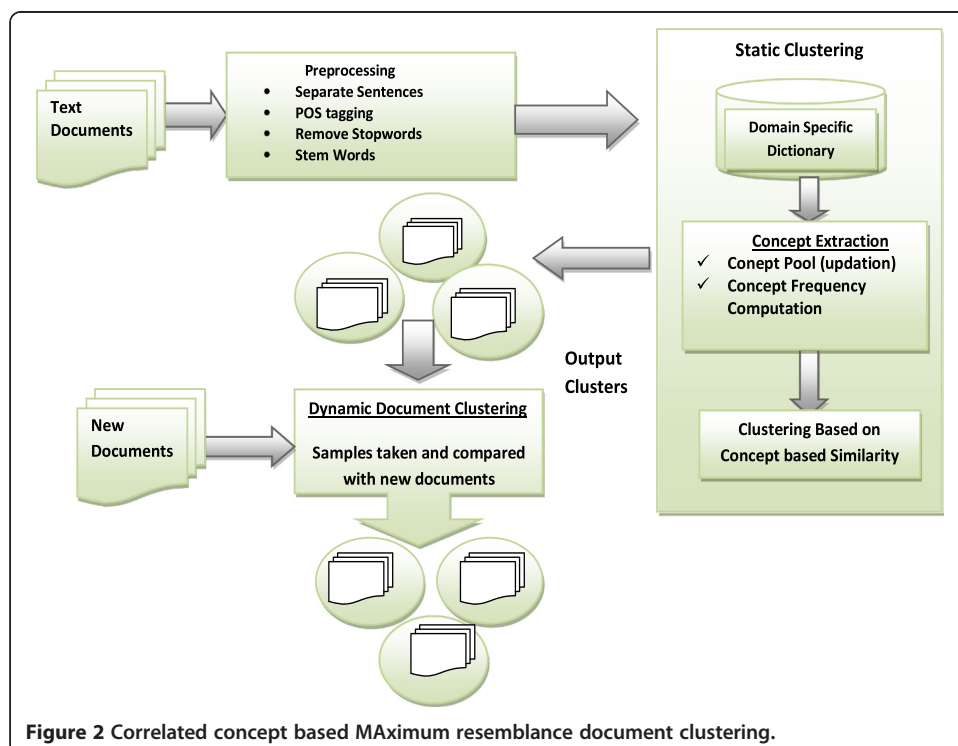 Text
Documents
Preprocessing
• Separate Sentences
• POS tagging
• Remove Stopwords
• Stem Words
Static Clustering
Domain Specific
Dictionary
Concept Extraction
✓ Conept Pool (updation)
✓ Concept Frequency
Computation
Clustering Based on
Concept based Similarity
Output
Clusters
New
Documents
Dynamic Document Clustering
Samples taken and compared
with new documents
Figure 2 Correlated concept based MAximum resemblance document clustering.